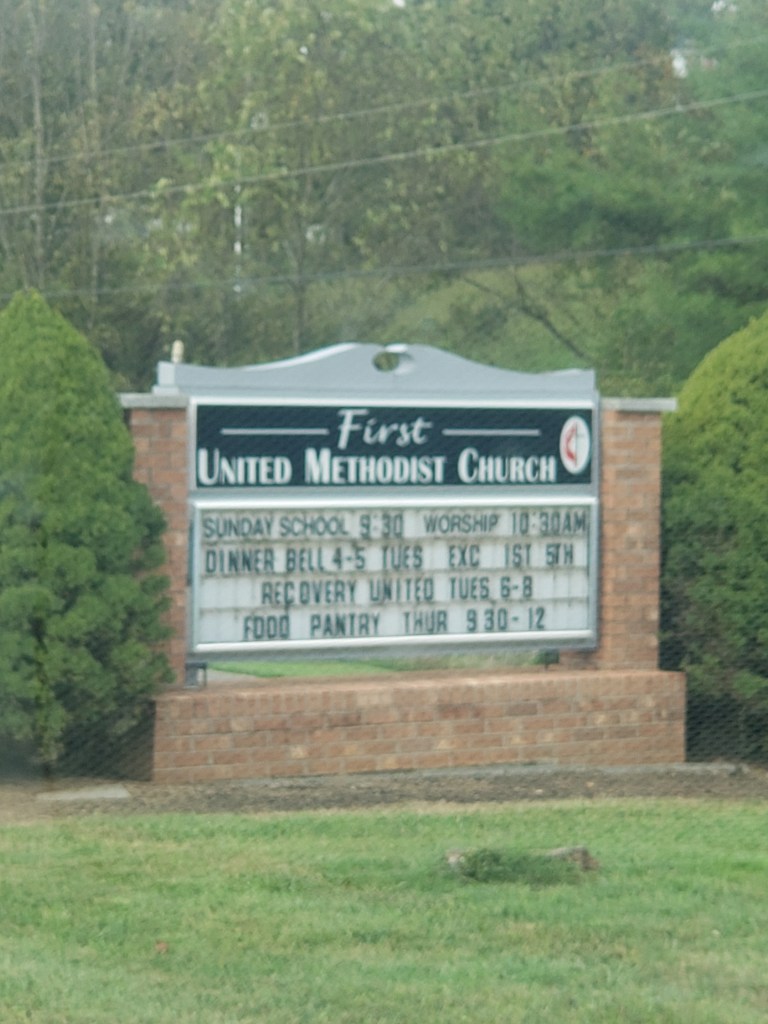 First
UNITED METHODIST CHURCH
SUNDAY SCHOOL 9:30 WORSHIP 10:30AM
DINNER BELL 4-5 TUES EXC 1ST 5TH
RECOVERY UNITED TUES 6-8
FOOD PANTRY THUR 9 30-12